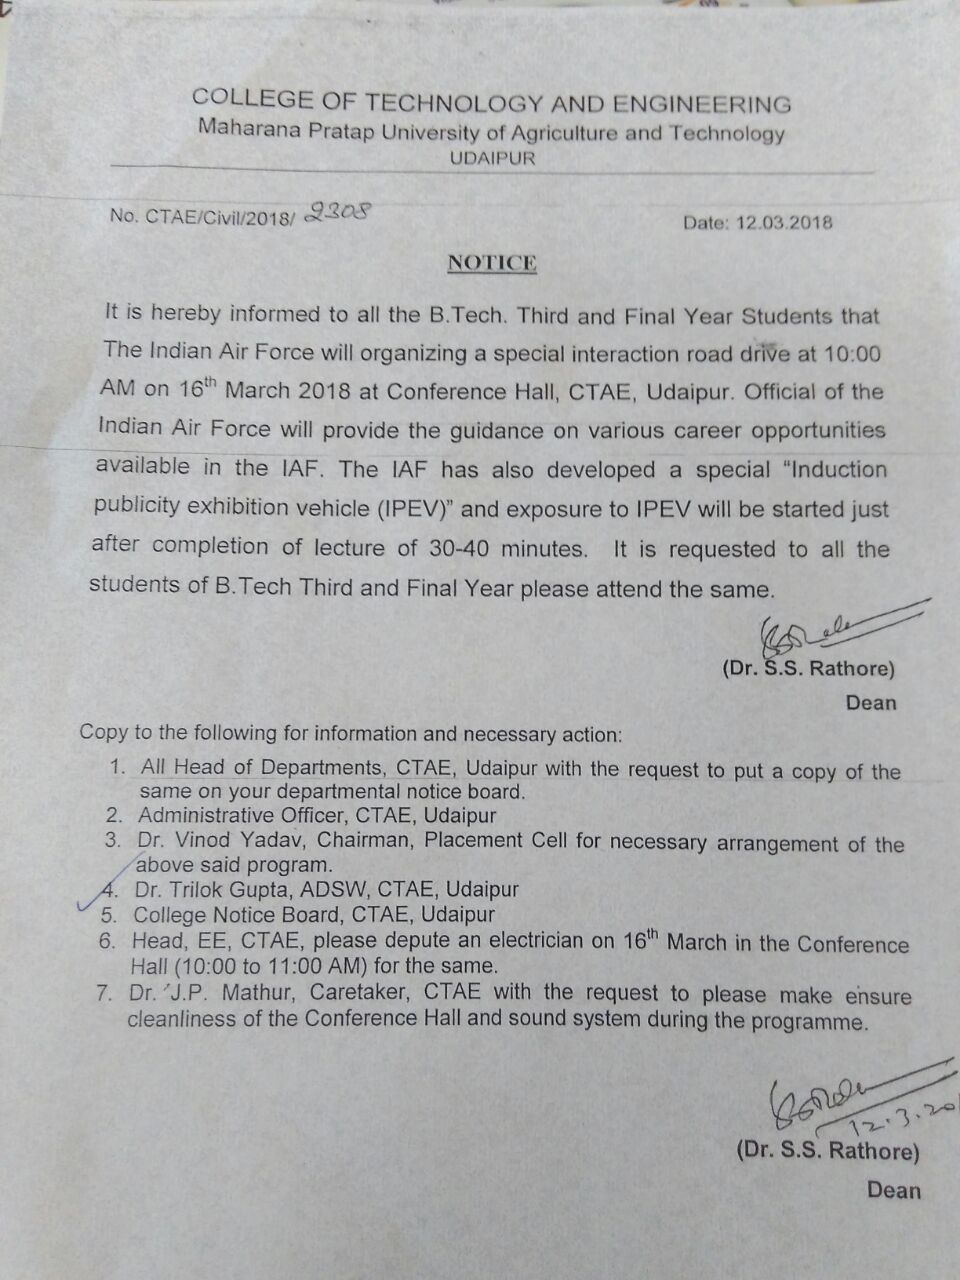 COLLEGE OF TECHNOLOGY AND ENGINEERING
Maharana Pratap University of Agriculture and Technology
UDAIPUR
No. CTAE/Civil/2018/ 2308
Date: 12.03.2018
NOTICE
It is hereby informed to all the B.Tech. Third and Final Year Students that
The Indian Air Force will organizing a special interaction road drive at 10:00
AM on 16th March 2018 at Conference Hall, CTAE, Udaipur. Official of the
Indian Air Force will provide the guidance on various career opportunities
available in the IAF. The IAF has also developed a special “Induction
publicity exhibition vehicle (IPEV)” and exposure to IPEV will be started just
after completion of lecture of 30-40 minutes. It is requested to all the
students of B.Tech Third and Final Year please attend the same.
(Dr. S.S. Rathore)
Dean
Copy to the following for information and necessary action:
1. All Head of Departments, CTAE, Udaipur with the request to put a copy of the
same on your departmental notice board.
2. Administrative Officer, CTAE, Udaipur
3. Dr. Vinod Yadav, Chairman, Placement Cell for necessary arrangement of the
above said program.
4. Dr. Trilok Gupta, ADSW, CTAE, Udaipur
5. College Notice Board, CTAE, Udaipur
6. Head, EE, CTAE, please depute an electrician on 16th March in the Conference
Hall (10:00 to 11:00 AM) for the same.
7. Dr. J.P. Mathur, Caretaker, CTAE with the request to please make ensure
cleanliness of the Conference Hall and sound system during the programme.
12.3.20
(Dr. S.S. Rathore)
Dean